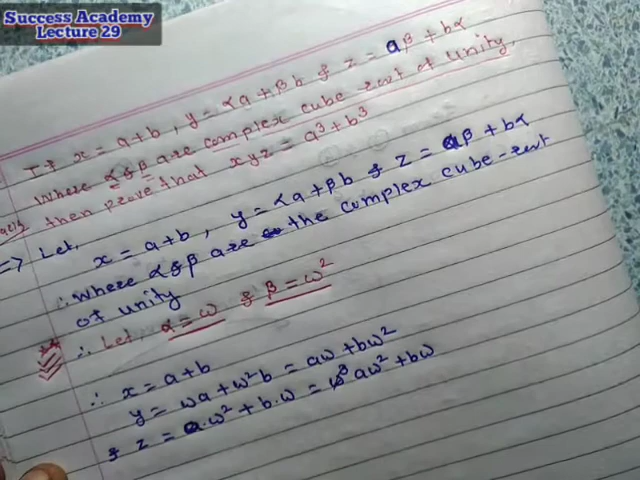 Success Academy
Lecture 29
If x = a+b, y = αa + βb & z = aβ + bα
Where α & β are complex cube root of unity.
then prove that xyz = a³ + b³
=> Let,
x = a+b, y = αa + βb & z = aβ + bα
∴ Where α & β are the complex cube-root
of unity
∴ Let, α = ω & β = ω²
∴ x = a+b
y = ωa + ω²b = aω + bω²
& z = a.ω² + b.ω = aω² + bω